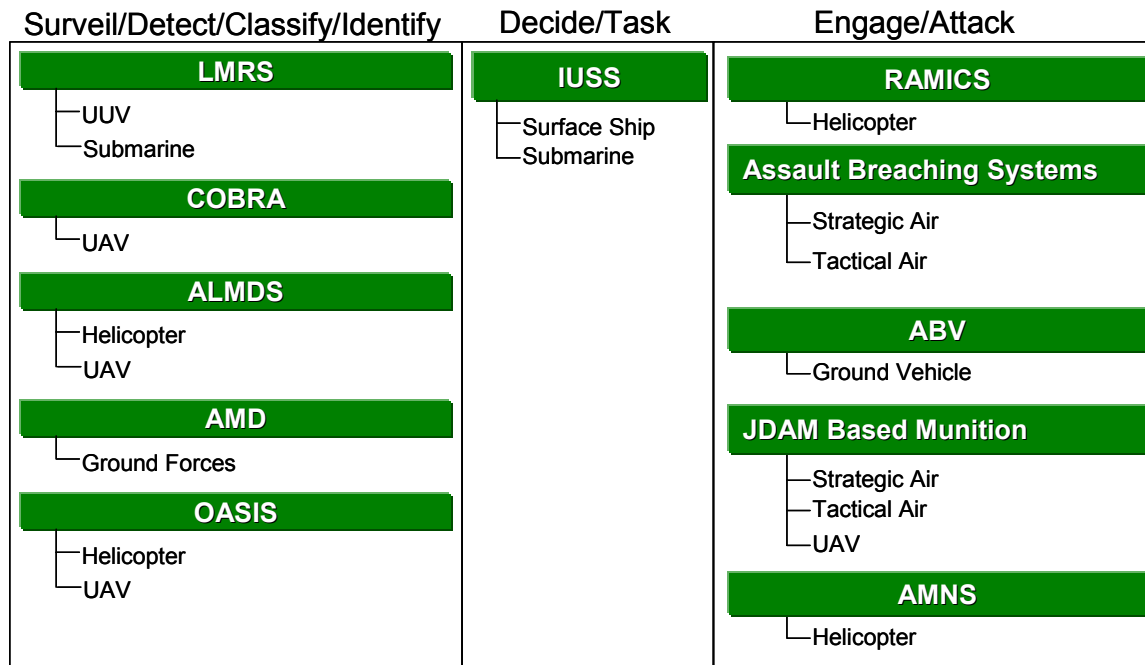 Surveil/Detect/Classify/Identify
Decide/Task
Engage/Attack
LMRS
UUV
Submarine
COBRA
UAV
ALMDS
Helicopter
UAV
AMD
Ground Forces
OASIS
Helicopter
UAV
IUSS
Surface Ship
Submarine
RAMICS
Helicopter
Assault Breaching Systems
Strategic Air
Tactical Air
ABV
Ground Vehicle
JDAM Based Munition
Strategic Air
Tactical Air
UAV
AMNS
Helicopter